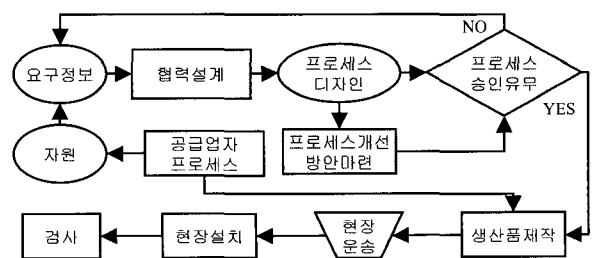 NO
요구정보
협력설계
프로세스
디자인
프로세스
승인유무
YES
자원
공급업자
프로세스
프로세스개선
방안마련
검사
현장설치
현장
운송
생산품제작